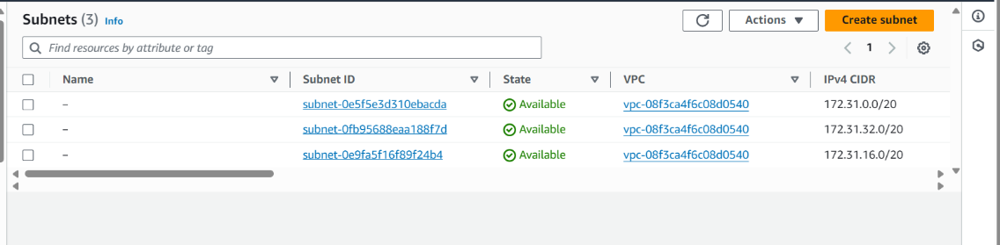 Subnets (3) Info
Actions
Create subnet
Find resources by attribute or tag
1
Name Subnet ID State VPC IPv4 CIDR
– subnet-0e5f5e3d310ebacda Available vpc-08f3ca4f6c08d0540 172.31.0.0/20
– subnet-0fb95688eaa188f7d Available vpc-08f3ca4f6c08d0540 172.31.32.0/20
– subnet-0e9fa5f16f89f24b4 Available vpc-08f3ca4f6c08d0540 172.31.16.0/20